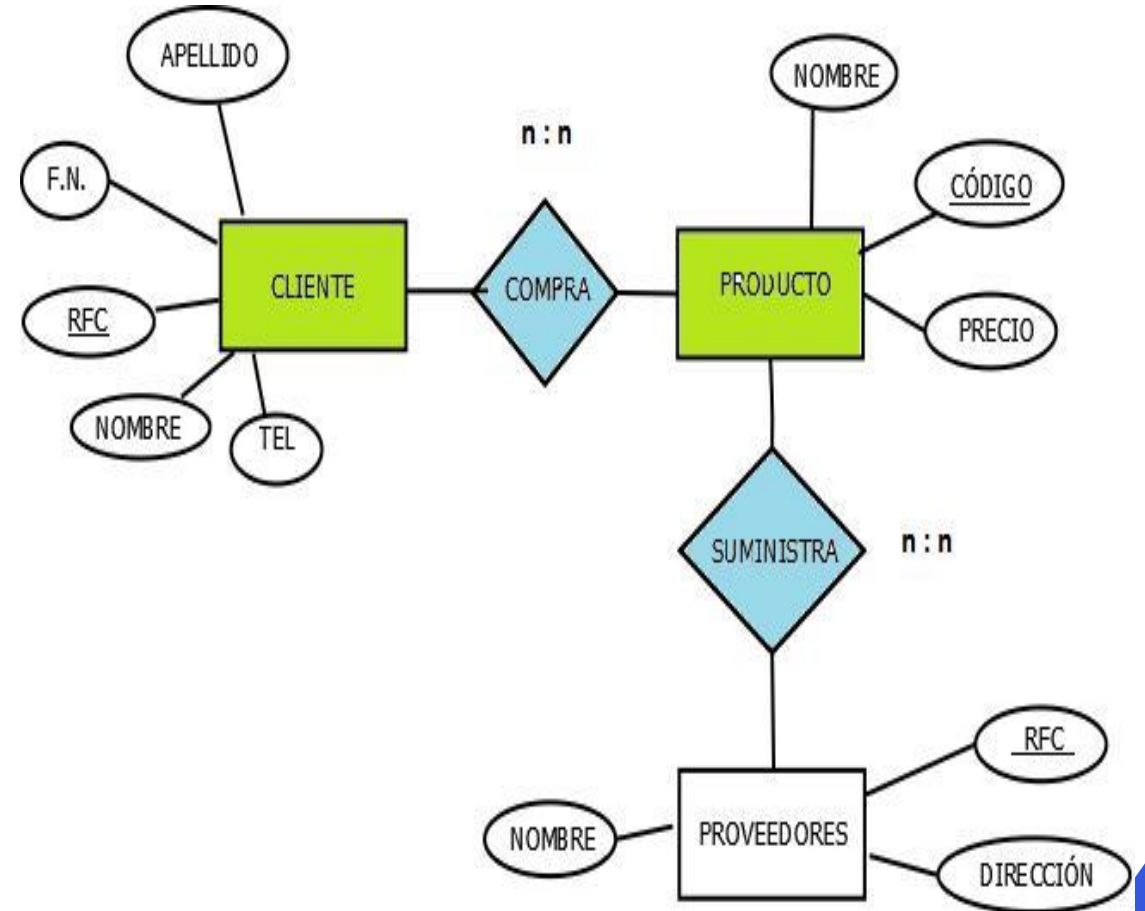 APELLIDO
NOMBRE
n:n
F.N.
CÓDIGO
CLIENTE
COMPRA
PRODUCTO
RFC
PRECIO
NOMBRE
TEL
SUMINISTRA
n:n
RFC
NOMBRE
PROVEEDORES
DIRECCIÓN